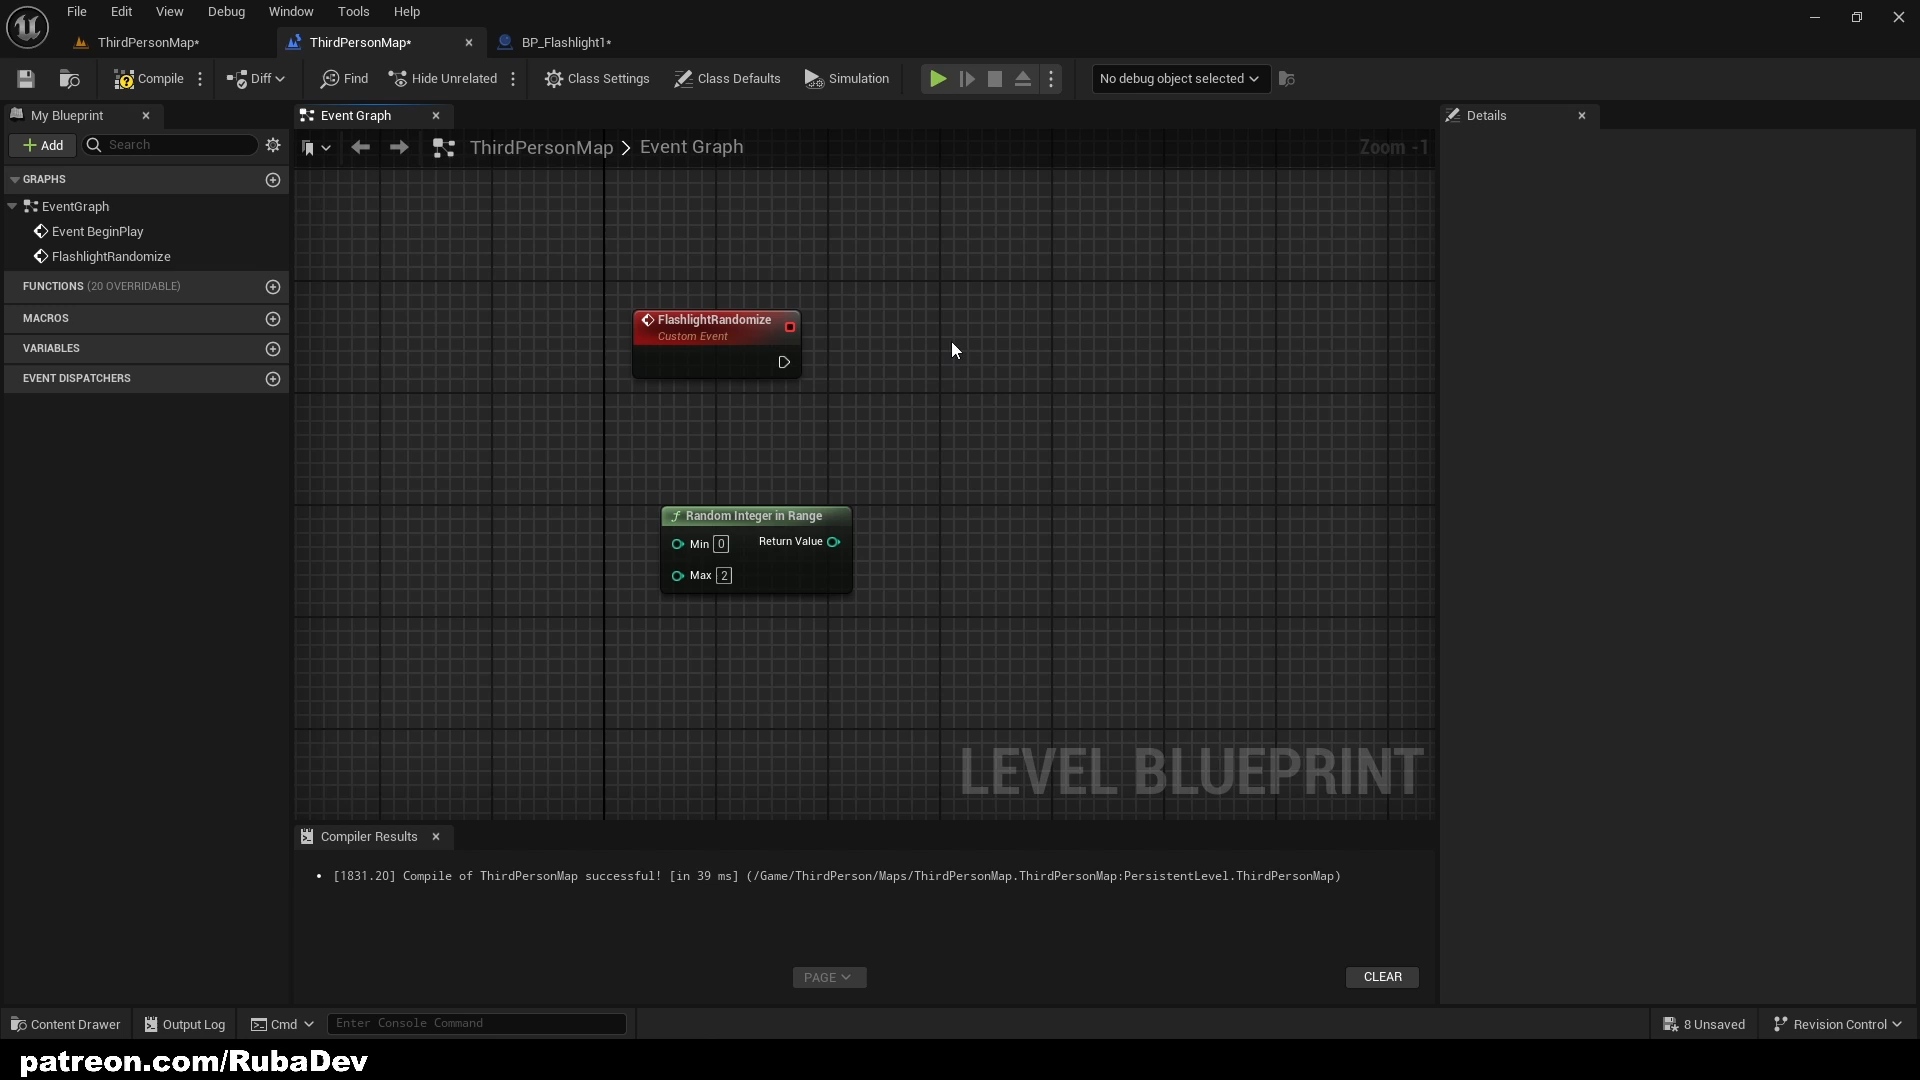 File Edit View Debug Window Tools Help
ThirdPersonMap* ThirdPersonMap* BP_Flashlight1*
Compile Diff Find Hide Unrelated Class Settings Class Defaults Simulation No debug object selected
My Blueprint Event Graph Details
Add Search ThirdPersonMap > Event Graph Zoom -1
GRAPHS
EventGraph
Event BeginPlay
FlashlightRandomize
FUNCTIONS (20 OVERRIDABLE)
MACROS
VARIABLES
EVENT DISPATCHERS
FlashlightRandomize
Custom Event
f Random Integer in Range
Min 0 Return Value
Max 2
LEVEL BLUEPRINT
Compiler Results
• [1831.20] Compile of ThirdPersonMap successful! [in 39 ms] (/Game/ThirdPerson/Maps/ThirdPersonMap.ThirdPersonMap:PersistentLevel.ThirdPersonMap)
PAGE CLEAR
Content Drawer Output Log Cmd Enter Console Command 8 Unsaved Revision Control
patreon.com/RubaDev